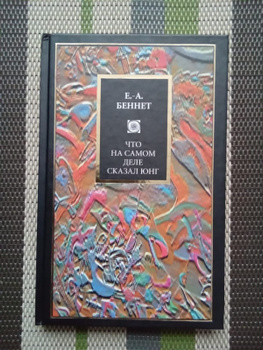 Е.-А.
БЕННЕТ
ЧТО
НА САМОМ
ДЕЛЕ
СКАЗАЛ ЮНГ